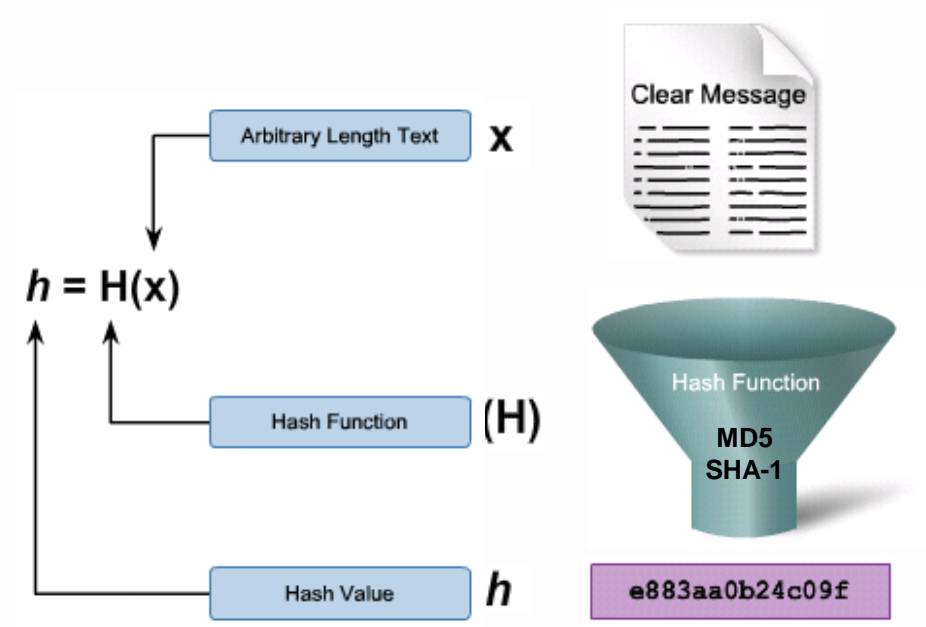 Arbitrary Length Text x
Clear Message
h = H(x)
Hash Function (H)
Hash Function
MD5
SHA-1
Hash Value h
e883aa0b24c09f